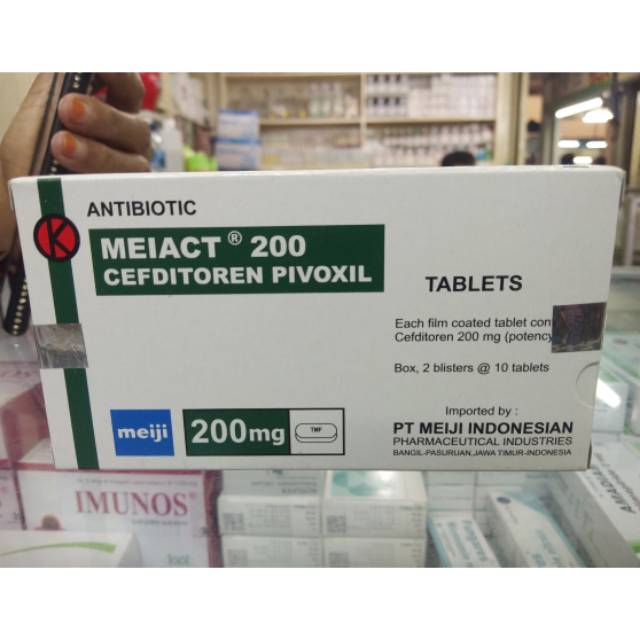 ANTIBIOTIC
K
MEIACT® 200
CEFDITOREN PIVOXIL
TABLETS
Each film coated tablet con
Cefditoren 200 mg (potency
Box, 2 blisters @ 10 tablets
meiji
200mg
TMF
Imported by :
PT MEIJI INDONESIAN
PHARMACEUTICAL INDUSTRIES
BANGIL-PASURUAN, JAWA TIMUR-INDONESIA
IMUNOS®